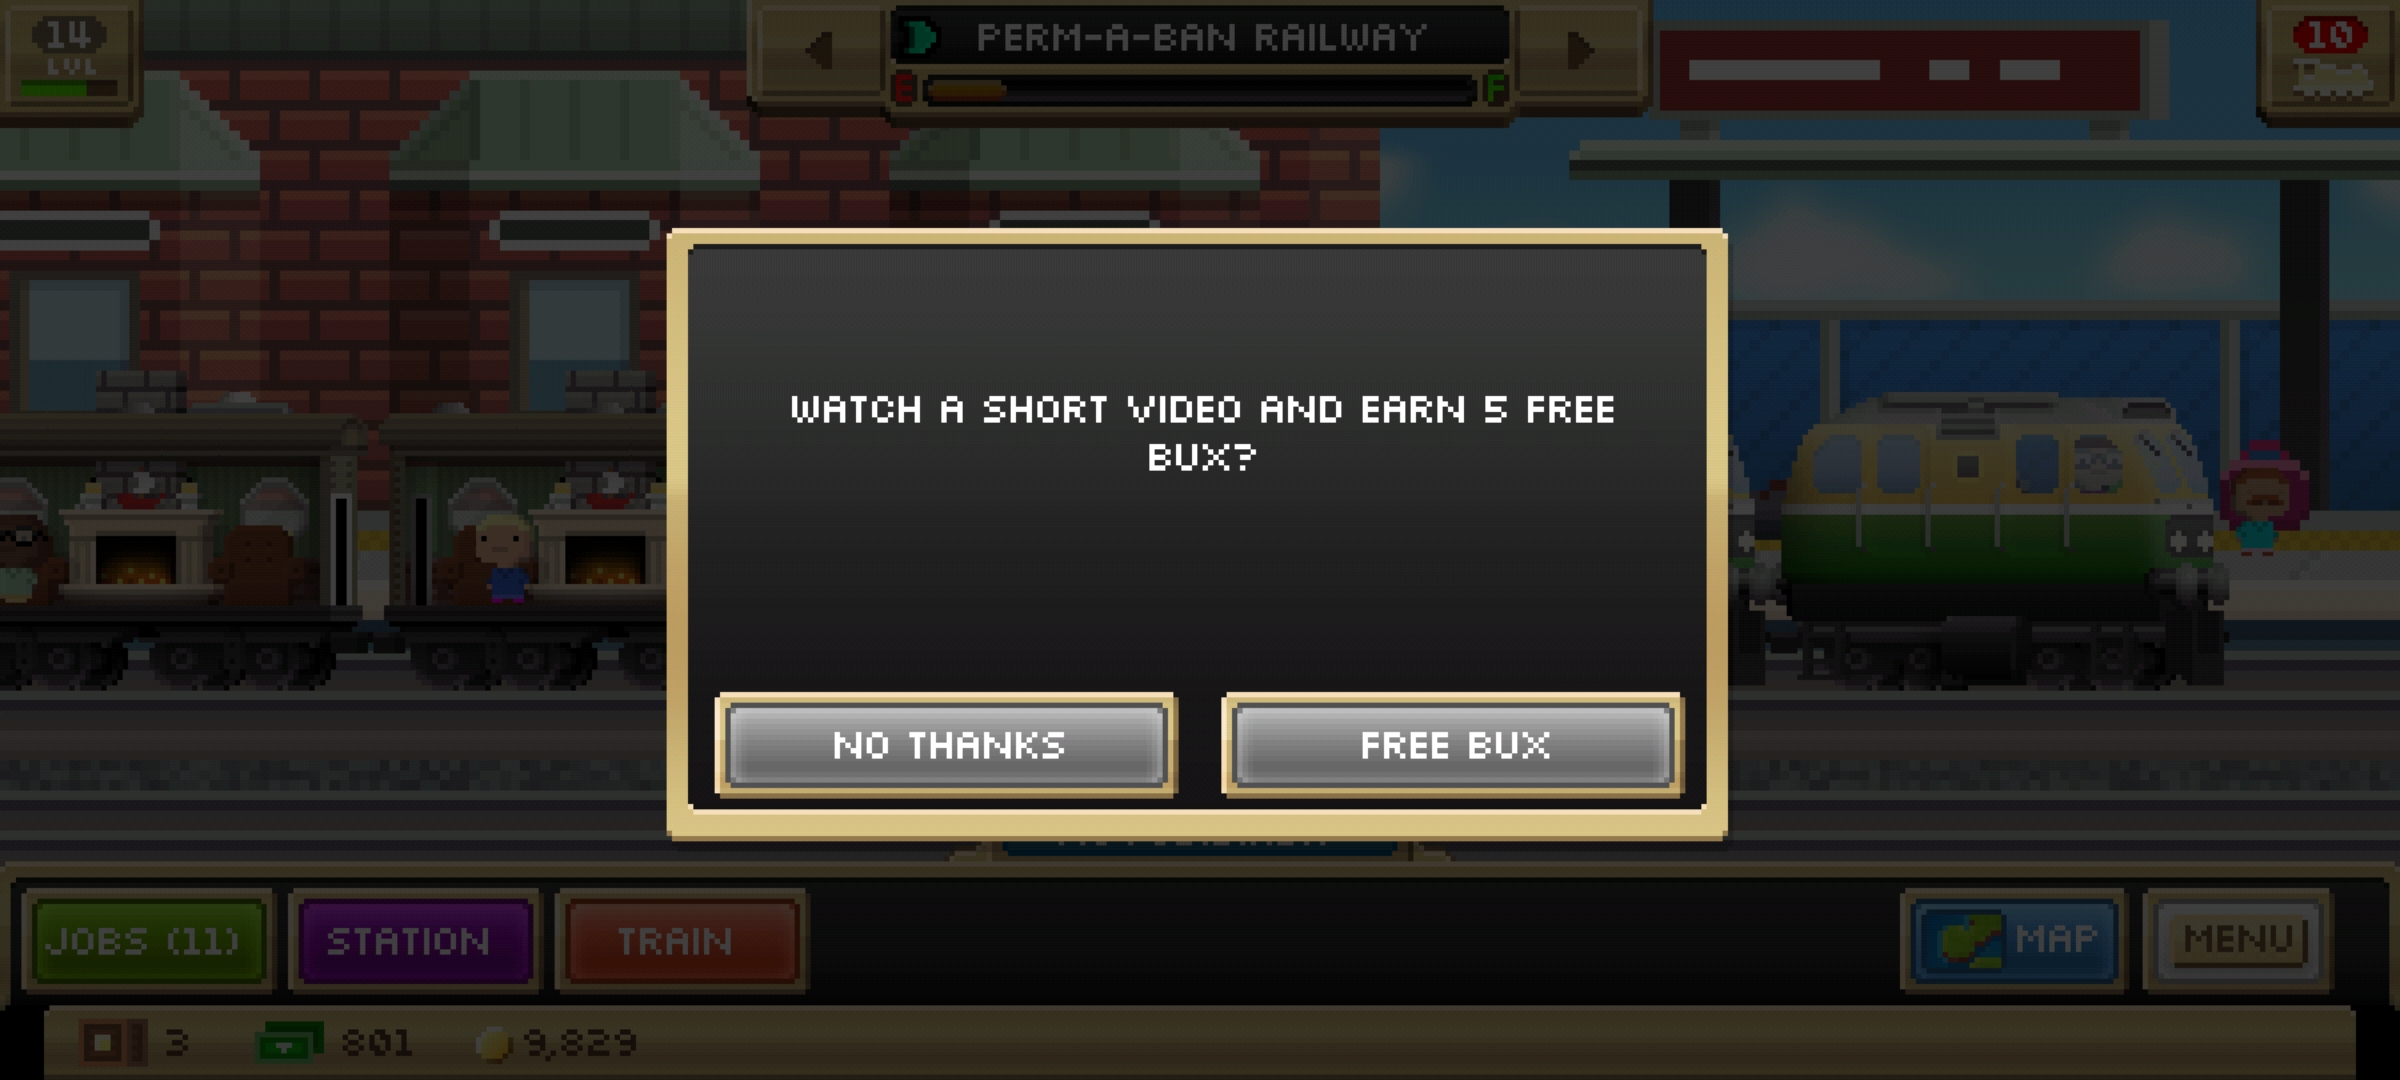 14
LVL
PERM-A-BAN RAILWAY
E F
10
WATCH A SHORT VIDEO AND EARN 5 FREE
BUX?
NO THANKS
FREE BUX
JOBS (11)
STATION
TRAIN
MAP
MENU
3
801
9,829